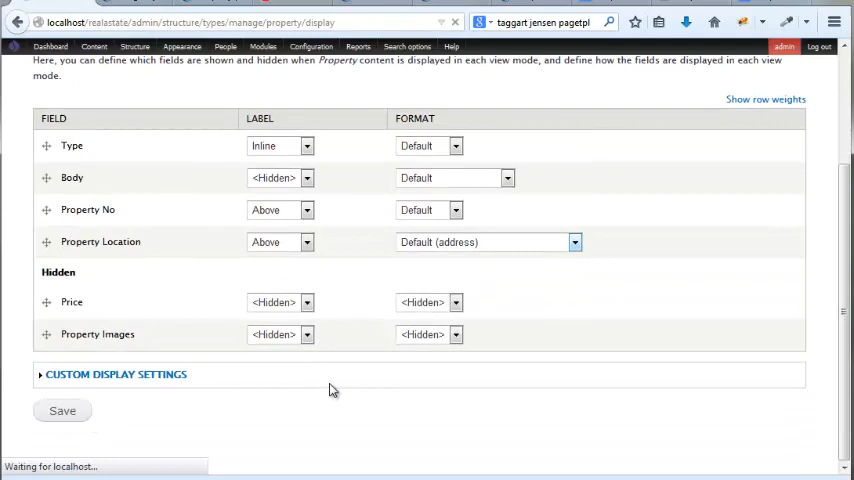 localhost/realastate/admin/structure/types/manage/property/display
taggart jensen pagetpl
Dashboard Content Structure Appearance People Modules Configuration Reports Search options Help admin Log out
Here, you can define which fields are shown and hidden when Property content is displayed in each view mode, and define how the fields are displayed in each view
mode.
Show row weights
FIELD LABEL FORMAT
Type Inline Default
Body <Hidden> Default
Property No Above Default
Property Location Above Default (address)
Hidden
Price <Hidden> <Hidden>
Property Images <Hidden> <Hidden>
CUSTOM DISPLAY SETTINGS
Save
Waiting for localhost...